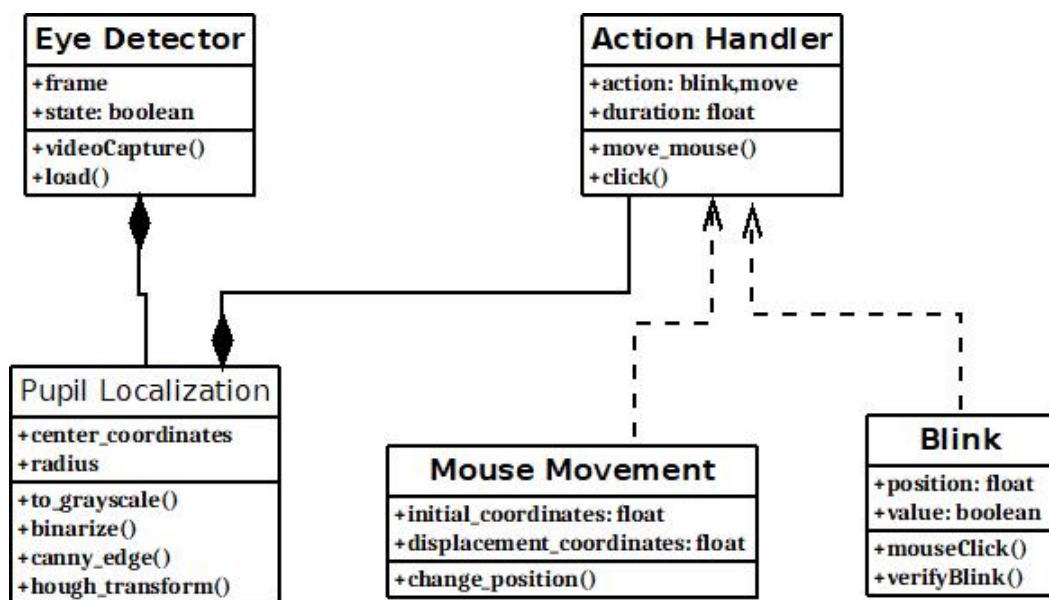 Eye Detector
+frame
+state: boolean
+videoCapture()
+load()
Action Handler
+action: blink,move
+duration: float
+move_mouse()
+click()
Pupil Localization
+center_coordinates
+radius
+to_grayscale()
+binarize()
+canny_edge()
+hough_transform()
Mouse Movement
+initial_coordinates: float
+displacement_coordinates: float
+change_position()
Blink
+position: float
+value: boolean
+mouseClick()
+verifyBlink()